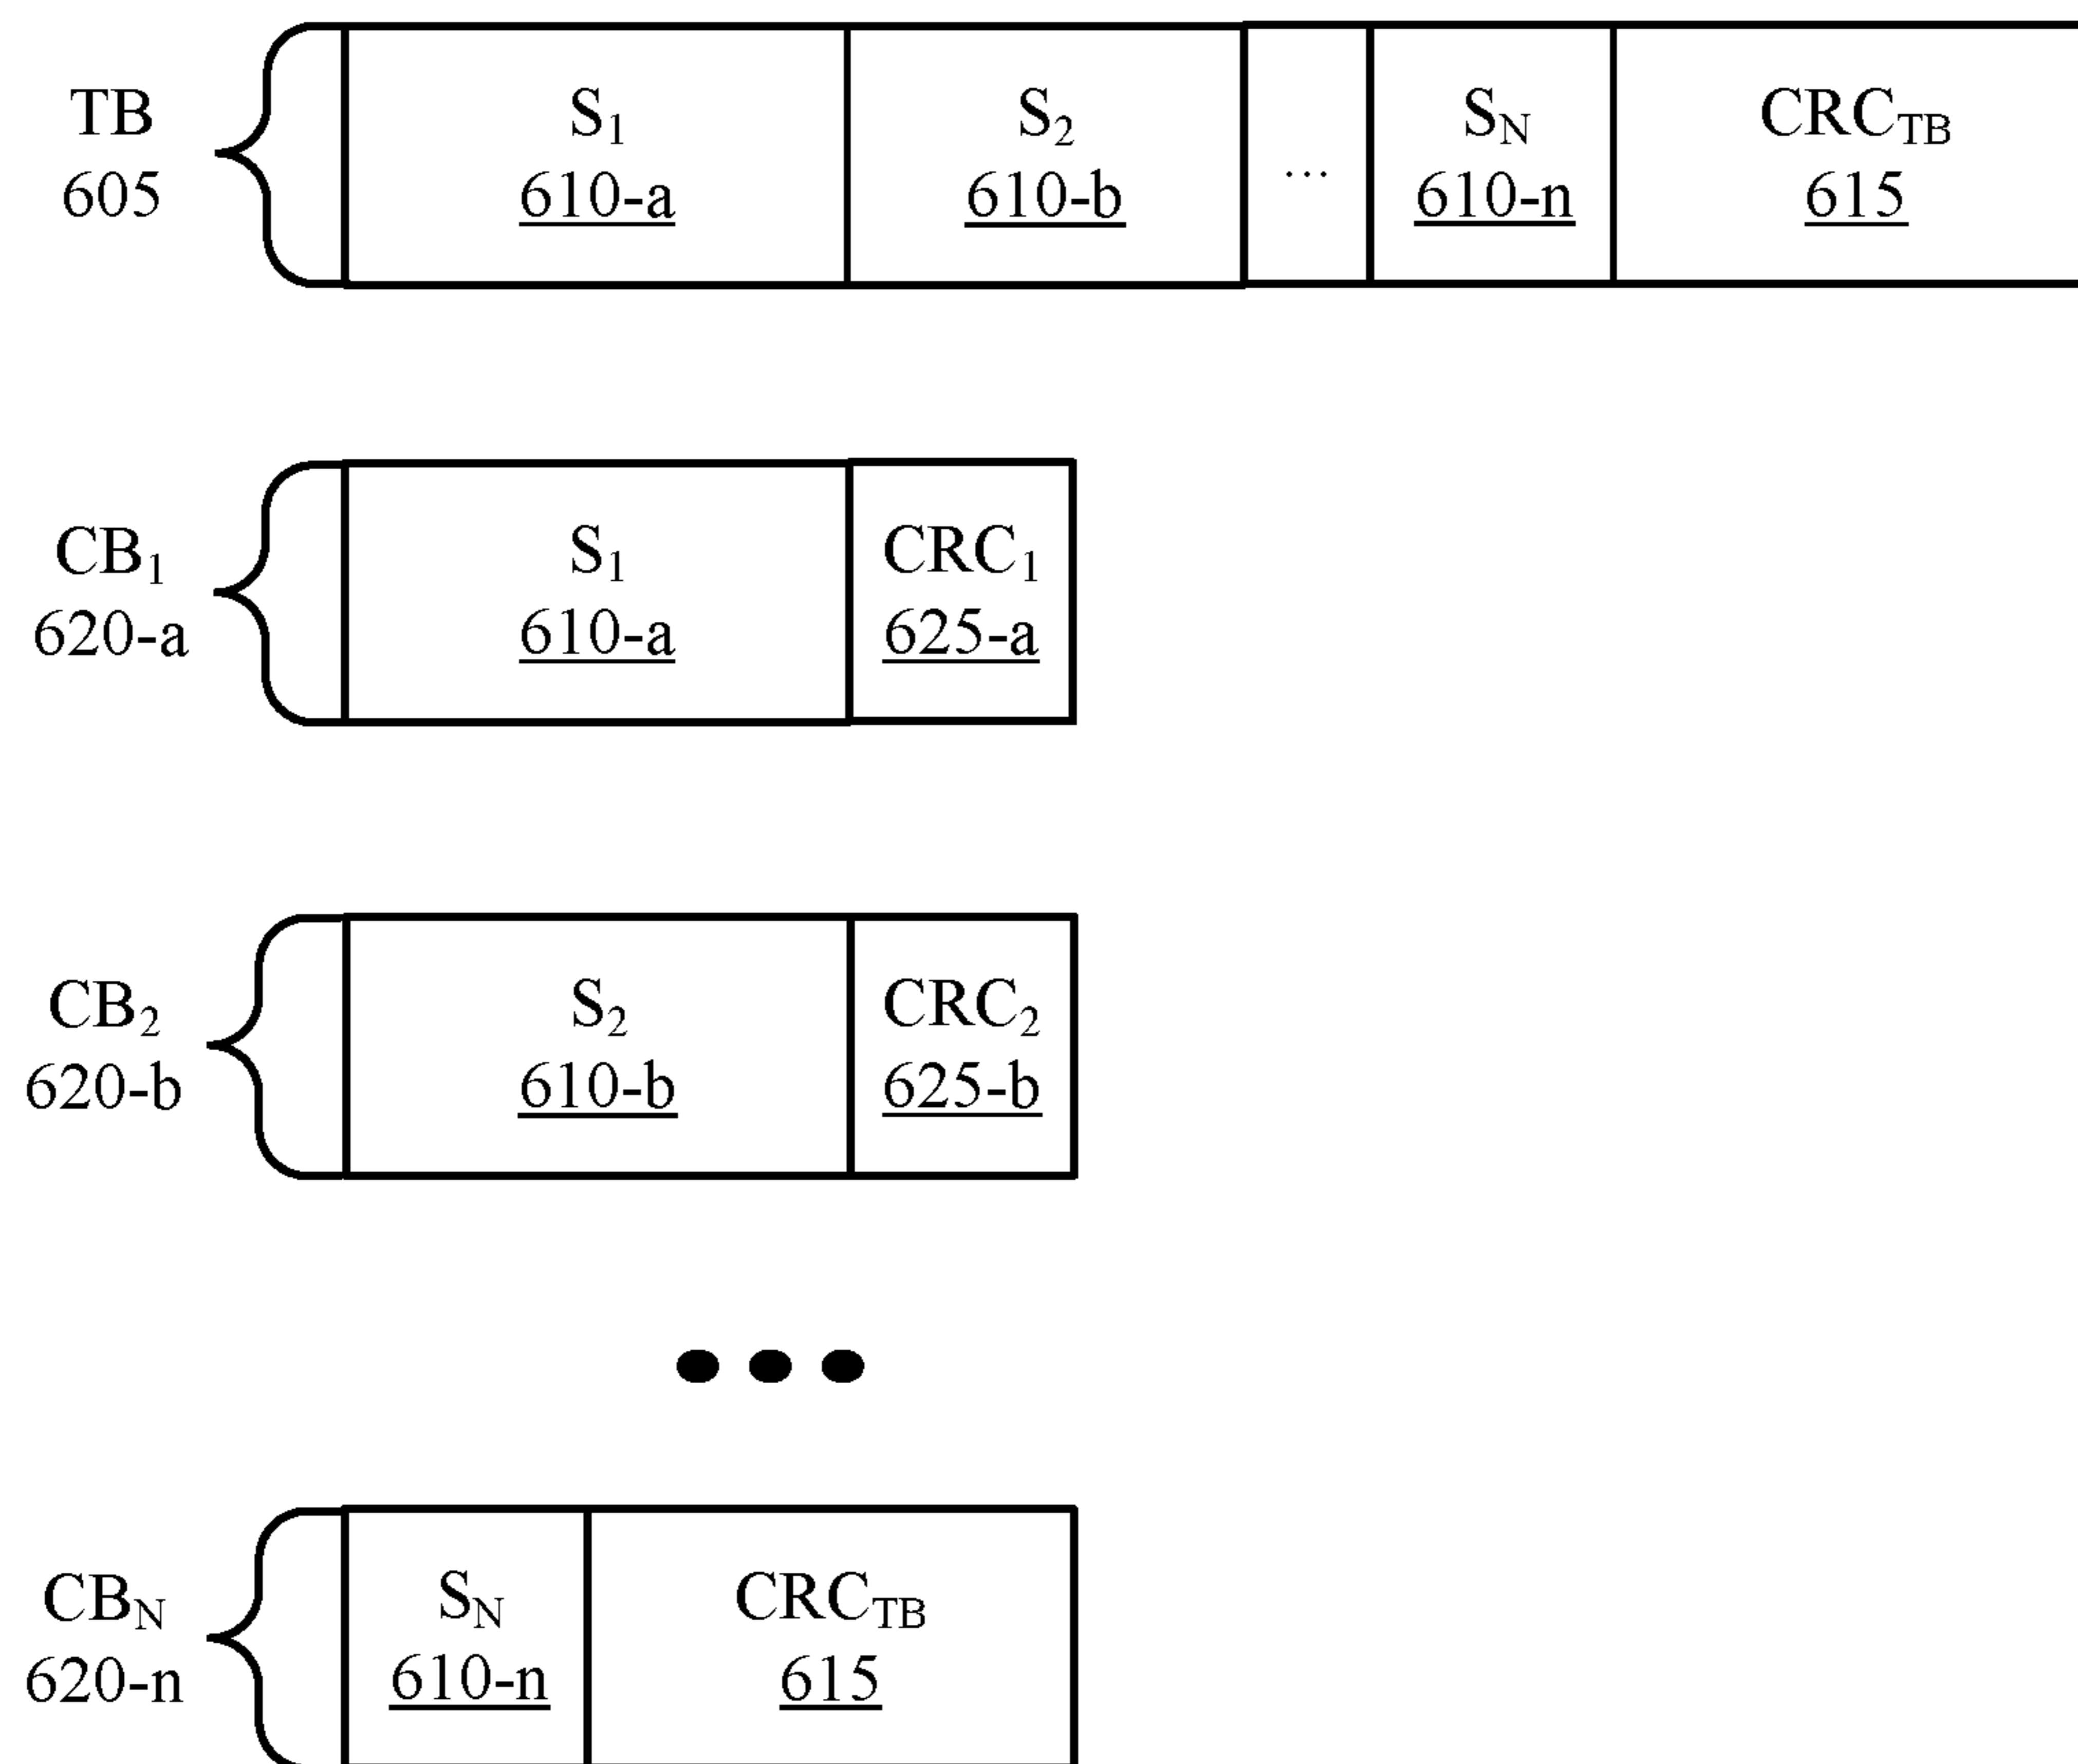 TB
605
S1
610-a
S2
610-b
...
SN
610-n
CRCTB
615
CB1
620-a
S1
610-a
CRC1
625-a
CB2
620-b
S2
610-b
CRC2
625-b
CBN
620-n
SN
610-n
CRCTB
615